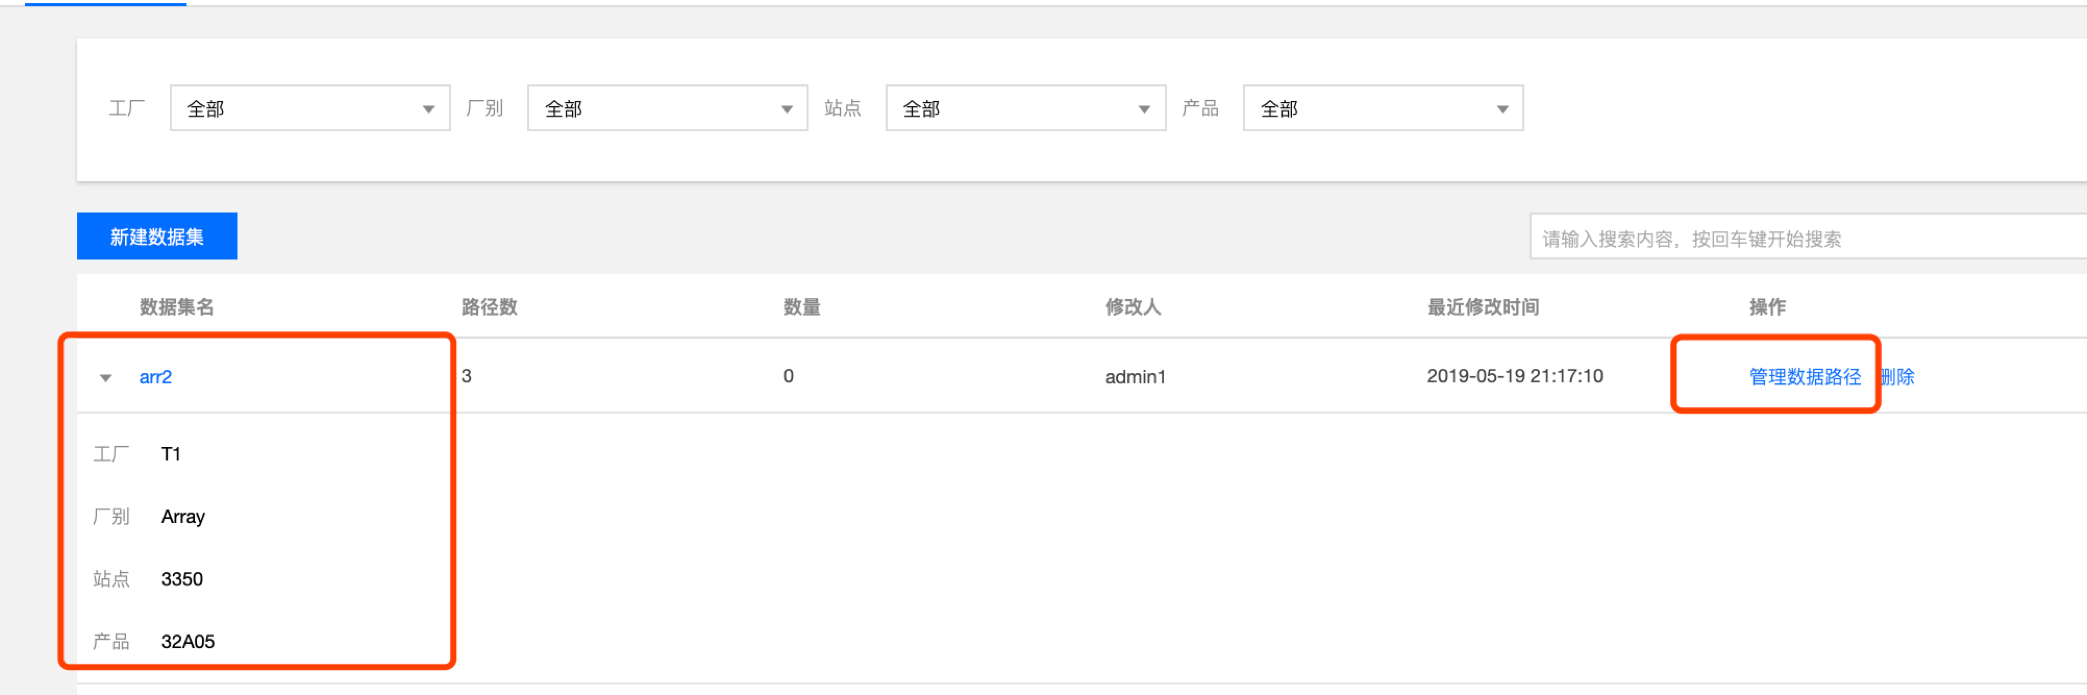 工厂 全部 厂别 全部 站点 全部 产品 全部
新建数据集 请输入搜索内容，按回车键开始搜索
数据集名 路径数 数量 修改人 最近修改时间 操作
arr2 3 0 admin1 2019-05-19 21:17:10 管理数据路径 删除
工厂 T1
厂别 Array
站点 3350
产品 32A05